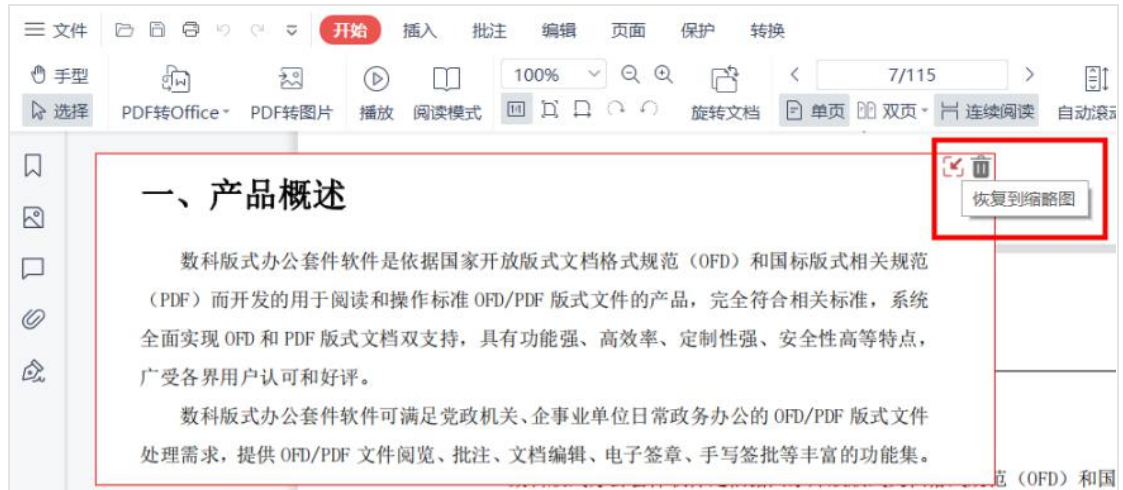 文件 开始 插入 批注 编辑 页面 保护 转换
手型 100% 7/115
选择 PDF转Office PDF转图片 播放 阅读模式 旋转文档 单页 双页 连续阅读 自动滚动
恢复到缩略图
一、产品概述
数科版式办公套件软件是依据国家开放版式文档格式规范（OFD）和国标版式相关规范
（PDF）而开发的用于阅读和操作标准 OFD/PDF 版式文件的产品，完全符合相关标准，系统
全面实现 OFD 和 PDF 版式文档双支持，具有功能强、高效率、定制性强、安全性高等特点，
广受各界用户认可和好评。
数科版式办公套件软件可满足党政机关、企事业单位日常政务办公的 OFD/PDF 版式文件
处理需求，提供 OFD/PDF 文件阅览、批注、文档编辑、电子签章、手写签批等丰富的功能集。
范（OFD）和国